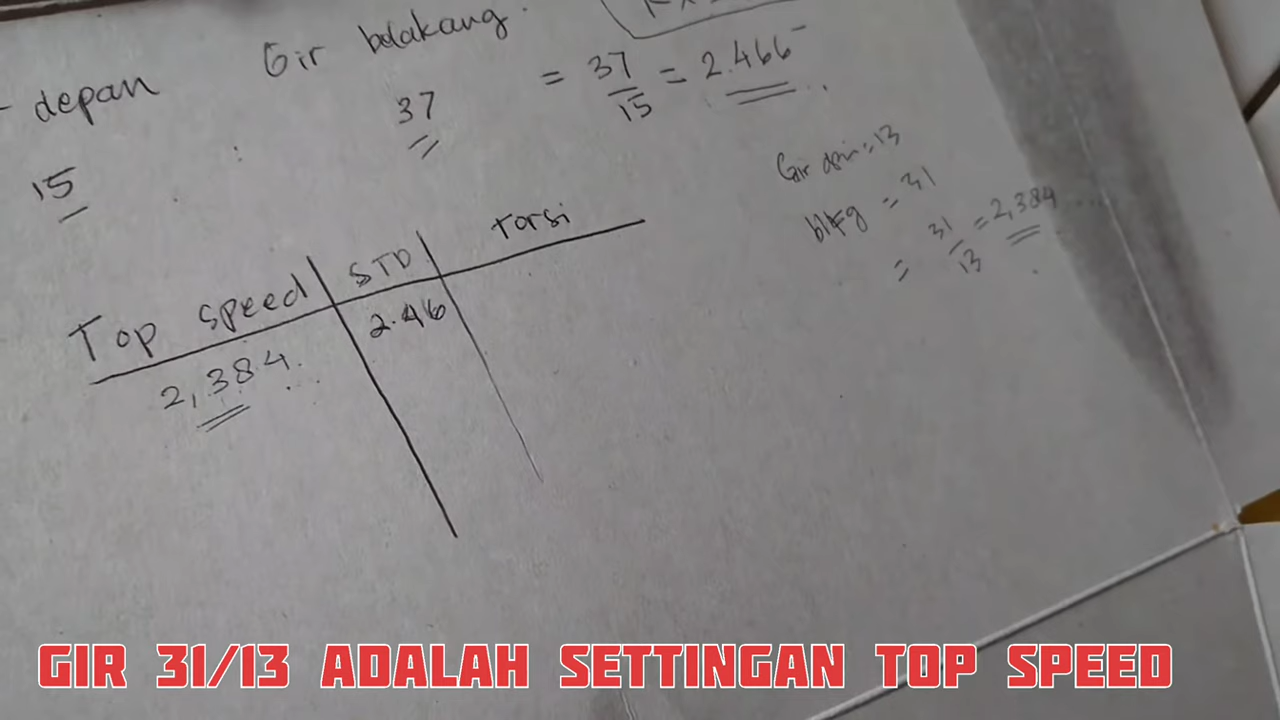 depan
Gir belakang.
15
:
37
= 37/15 = 2.466
Gir dpn = 13
blkg = 31
= 31/13 = 2,384 ....
Top speed
STD
torsi
2,384...
2.46
GIR 31/13 ADALAH SETTINGAN TOP SPEED